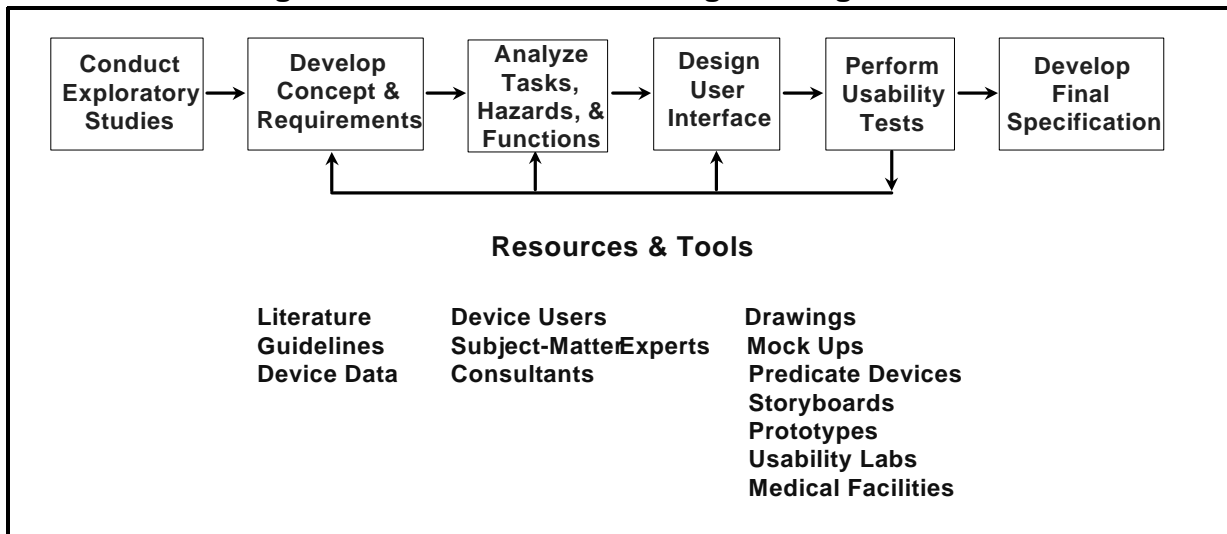 Conduct
Exploratory
Studies
Develop
Concept &
Requirements
Analyze
Tasks,
Hazards, &
Functions
Design
User
Interface
Perform
Usability
Tests
Develop
Final
Specification
Resources & Tools
Literature
Guidelines
Device Data
Device Users
Subject-MatterExperts
Consultants
Drawings
Mock Ups
Predicate Devices
Storyboards
Prototypes
Usability Labs
Medical Facilities